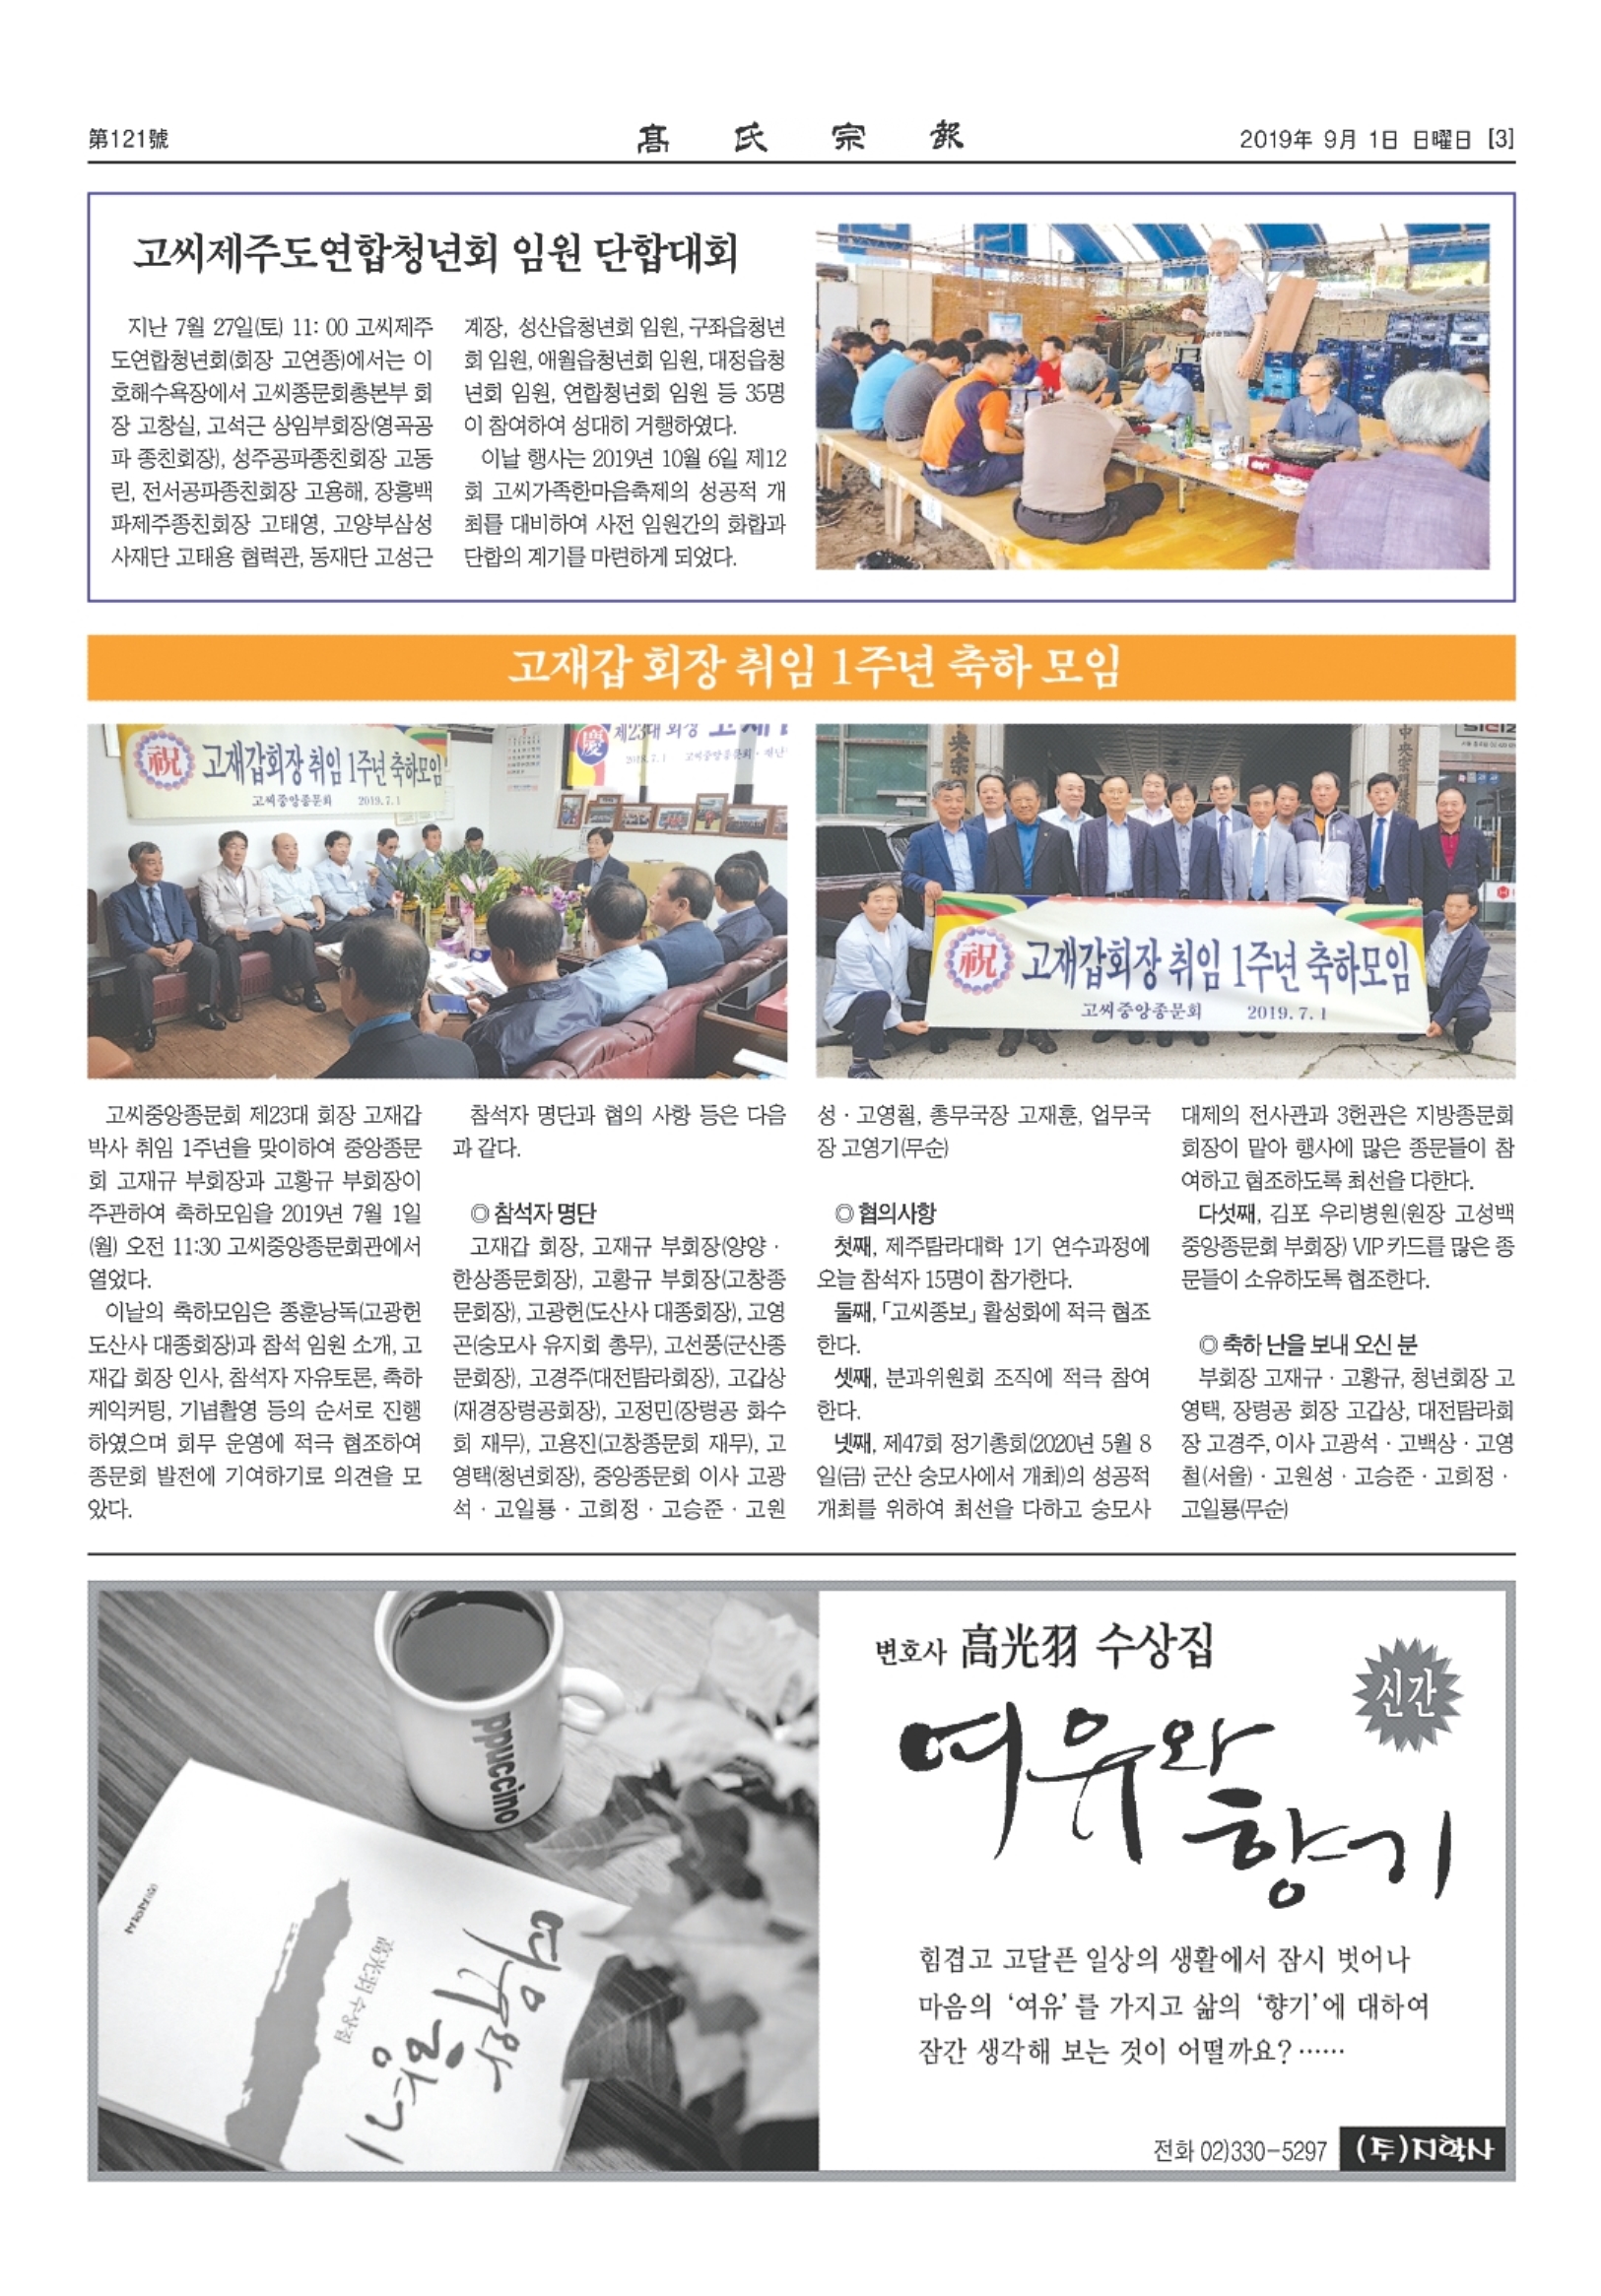 第121號
髙氏宗報
2019年 9月 1日 日曜日 [3]
고씨제주도연합청년회 임원 단합대회
지난 7월 27일(토) 11: 00 고씨제주
도연합청년회(회장 고연종)에서는 이
호해수욕장에서 고씨종문회총본부 회
장 고창실, 고석근 상임부회장(영곡공
파 종친회장), 성주공파종친회장 고동
린, 전서공파종친회장 고용해, 장흥백
파제주종친회장 고태영, 고양부삼성
사재단 고태용 협력관, 동재단 고성근
계장, 성산읍청년회 임원, 구좌읍청년
회 임원, 애월읍청년회 임원, 대정읍청
년회 임원, 연합청년회 임원 등 35명
이 참여하여 성대히 거행하였다.
이날 행사는 2019년 10월 6일 제12
회 고씨가족한마음축제의 성공적 개
최를 대비하여 사전 임원간의 화합과
단합의 계기를 마련하게 되었다.
고재갑 회장 취임 1주년 축하 모임
祝 고재갑회장 취임 1주년 축하모임
고씨중앙종문회 2019.7.1
慶 제23대 회장
2018.7.1 고씨중앙종문회
祝 고재갑회장 취임 1주년 축하모임
고씨중앙종문회 2019.7.1
고씨중앙종문회 제23대 회장 고재갑
박사 취임 1주년을 맞이하여 중앙종문
회 고재규 부회장과 고황규 부회장이
주관하여 축하모임을 2019년 7월 1일
(월) 오전 11:30 고씨중앙종문회관에서
열었다.
이날의 축하모임은 종훈낭독(고광헌
도산사 대종회장)과 참석 임원 소개, 고
재갑 회장 인사, 참석자 자유토론, 축하
케익커팅, 기념촬영 등의 순서로 진행
하였으며 회무 운영에 적극 협조하여
종문회 발전에 기여하기로 의견을 모
았다.
참석자 명단과 협의 사항 등은 다음
과 같다.
◎ 참석자 명단
고재갑 회장, 고재규 부회장(양양 ·
한상종문회장), 고황규 부회장(고창종
문회장), 고광헌(도산사 대종회장), 고영
곤(숭모사 유지회 총무), 고선풍(군산종
문회장), 고경주(대전탐라회장), 고갑상
(재경장령공회장), 고정민(장령공 화수
회 재무), 고용진(고창종문회 재무), 고
영택(청년회장), 중앙종문회 이사 고광
석 · 고일룡 · 고희정 · 고승준 · 고원
성 · 고영철, 총무국장 고재훈, 업무국
장 고영기(무순)
◎ 협의사항
첫째, 제주탐라대학 1기 연수과정에
오늘 참석자 15명이 참가한다.
둘째, 「고씨종보」 활성화에 적극 협조
한다.
셋째, 분과위원회 조직에 적극 참여
한다.
넷째, 제47회 정기총회(2020년 5월 8
일(금) 군산 숭모사에서 개최)의 성공적
개최를 위하여 최선을 다하고 숭모사
대제의 전사관과 3헌관은 지방종문회
회장이 맡아 행사에 많은 종문들이 참
여하고 협조하도록 최선을 다한다.
다섯째, 김포 우리병원(원장 고성백
중앙종문회 부회장) VIP 카드를 많은 종
문들이 소유하도록 협조한다.
◎ 축하 난을 보내 오신 분
부회장 고재규 · 고황규, 청년회장 고
영택, 장령공 회장 고갑상, 대전탐라회
장 고경주, 이사 고광석 · 고백상 · 고영
철(서울) · 고원성 · 고승준 · 고희정 ·
고일룡(무순)
ppuccino
여유와
향기
高光羽 수상집
변호사 高光羽 수상집
신간
여유와
향기
힘겹고 고달픈 일상의 생활에서 잠시 벗어나
마음의 '여유'를 가지고 삶의 '향기'에 대하여
잠간 생각해 보는 것이 어떨까요?……
전화 02)330-5297 (투)지학사